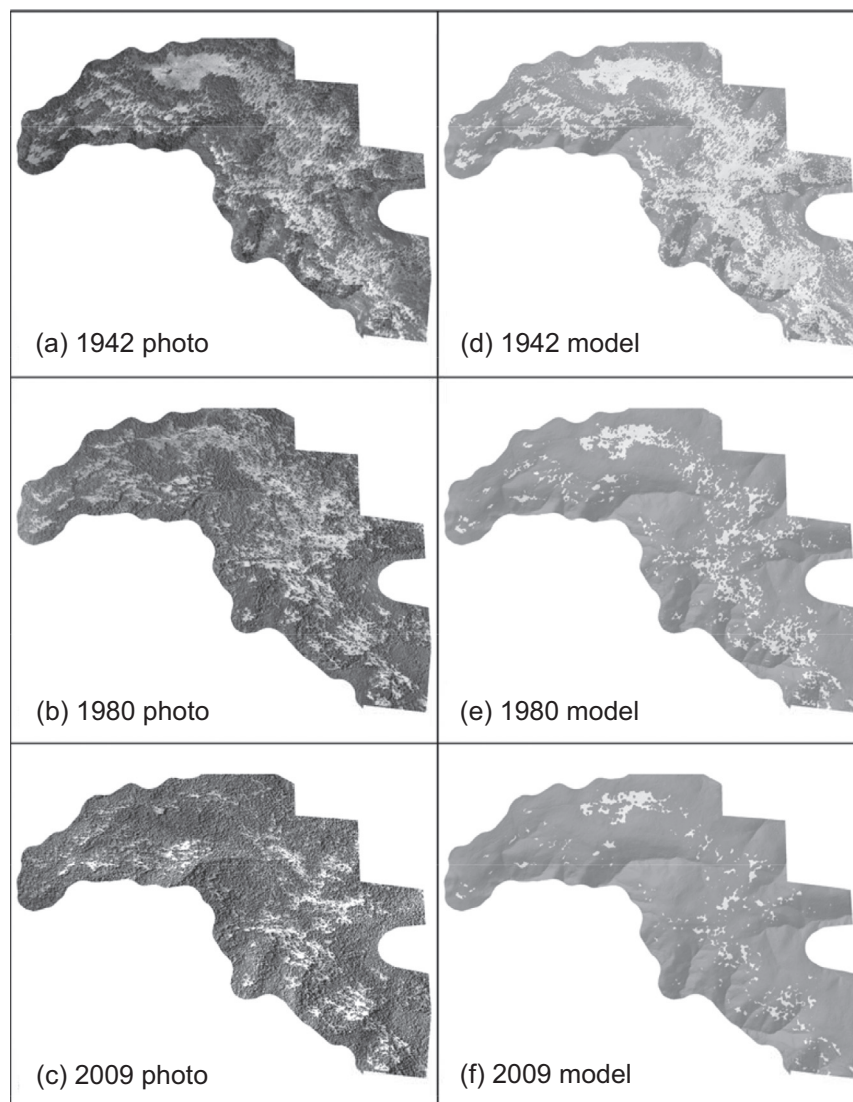 (a) 1942 photo
(d) 1942 model
(b) 1980 photo
(e) 1980 model
(c) 2009 photo
(f) 2009 model